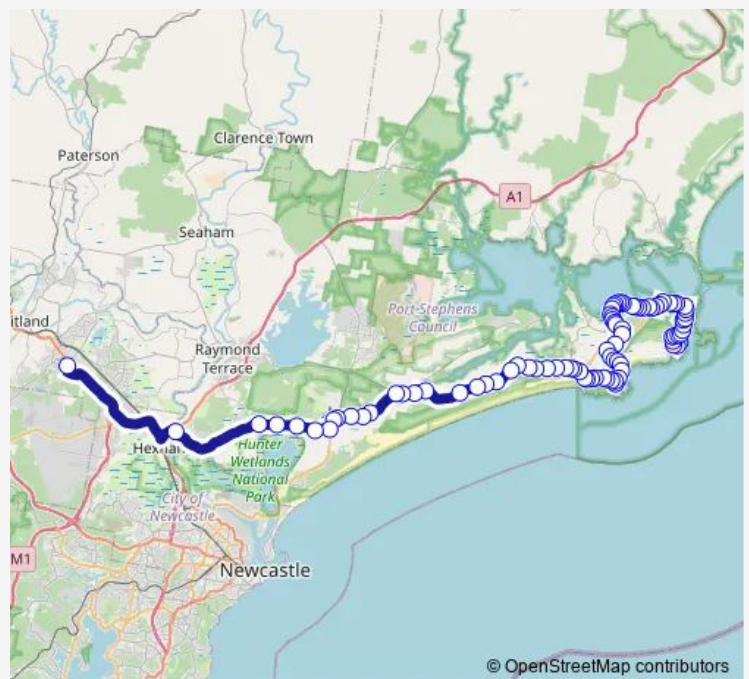 Clarence Town
Paterson
A1
Seaham
Port Stephens
Council
itland
Raymond
Terrace
Hexham
Hunter
Wetlands
National
Park
City of
Newcastle
M1
Newcastle
© OpenStreetMap contributors